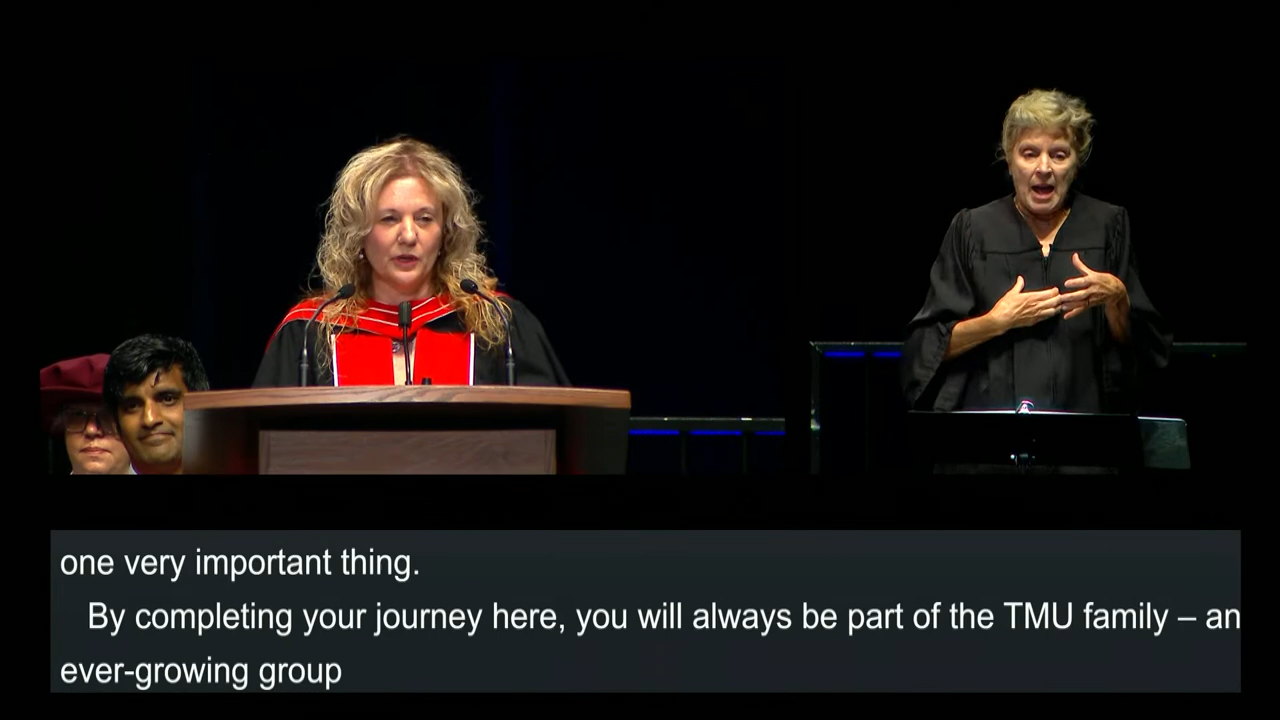 one very important thing.
By completing your journey here, you will always be part of the TMU family – an
ever-growing group